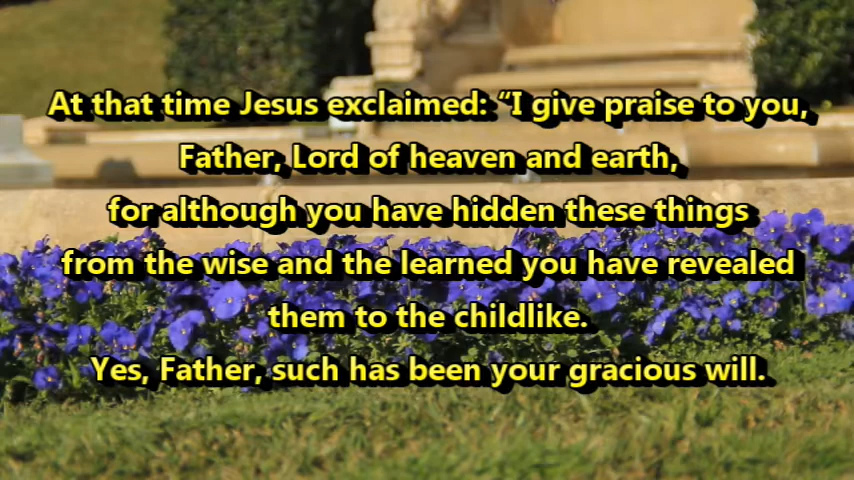 At that time Jesus exclaimed: “I give praise to you,
Father, Lord of heaven and earth,
for although you have hidden these things
from the wise and the learned you have revealed
them to the childlike.
Yes, Father, such has been your gracious will.